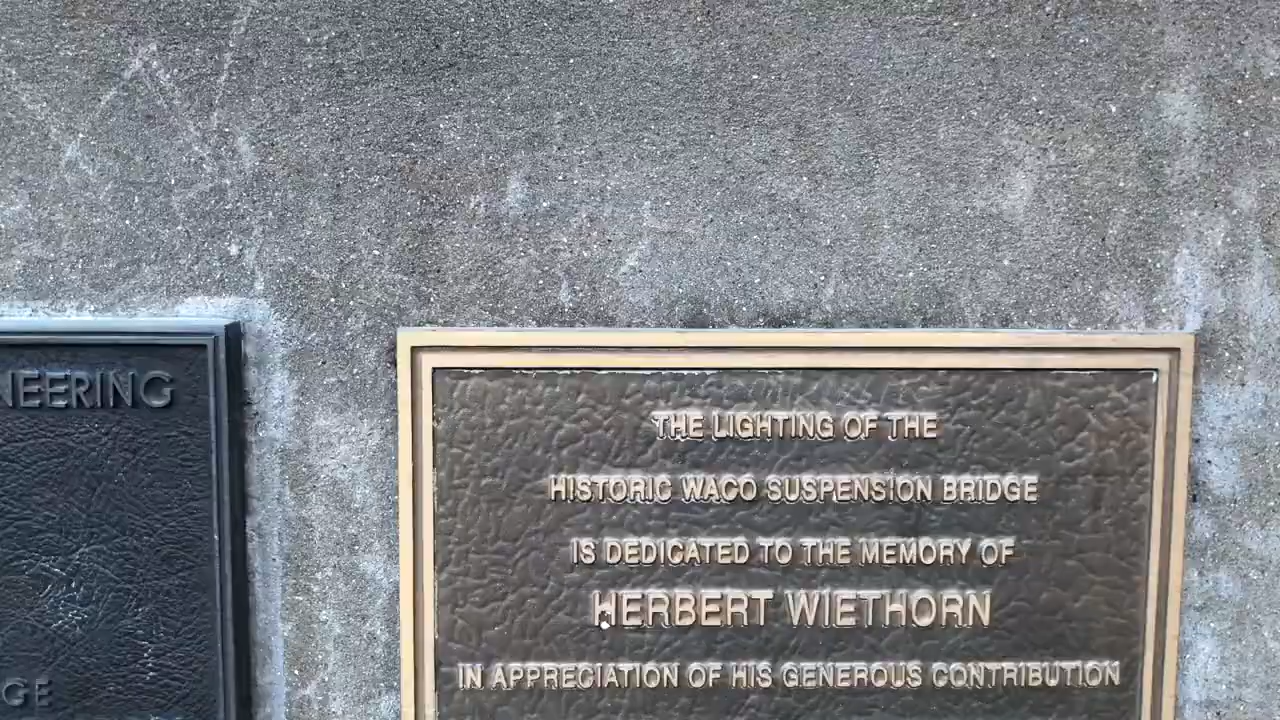 NEERING
GE
THE LIGHTING OF THE
HISTORIC WACO SUSPENSION BRIDGE
IS DEDICATED TO THE MEMORY OF
HERBERT WIETHORN
IN APPRECIATION OF HIS GENEROUS CONTRIBUTION